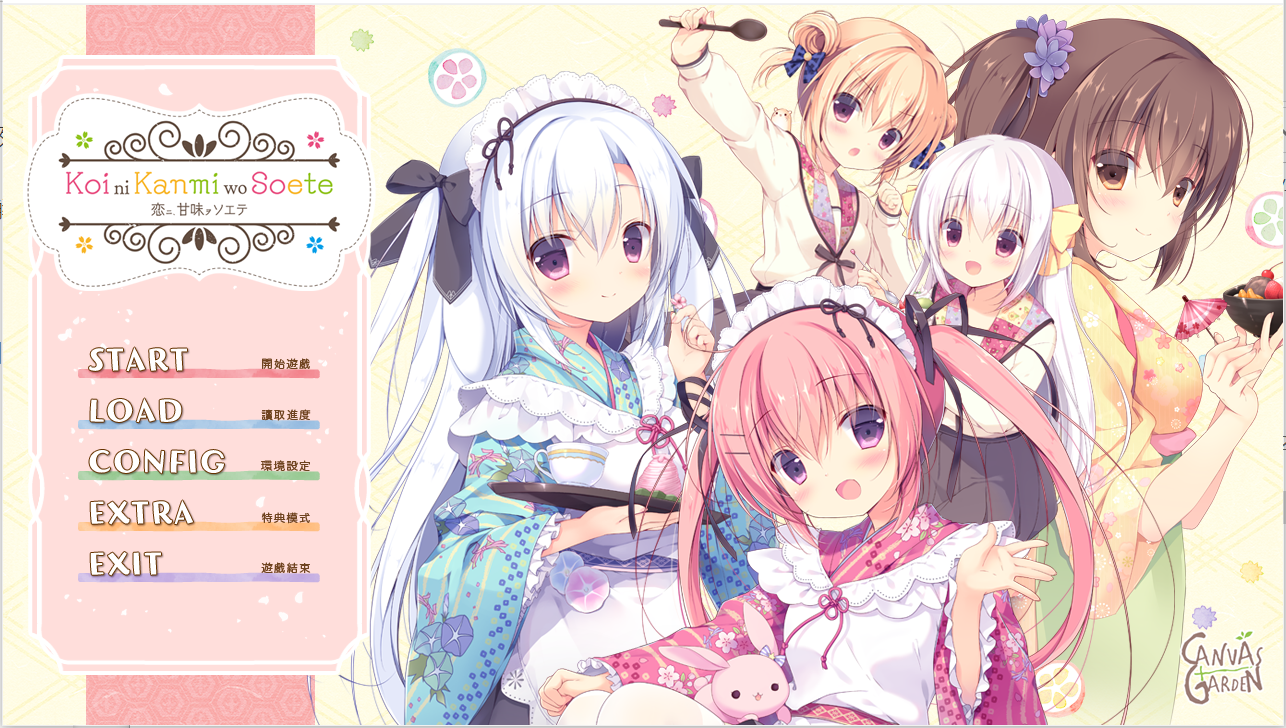 Koi ni Kanmi wo Soete
恋ニ、甘味ヲソエテ
START 開始遊戲
LOAD 讀取進度
CONFIG 環境設定
EXTRA 特典模式
EXIT 遊戲結束
CANVAS
GARDEN